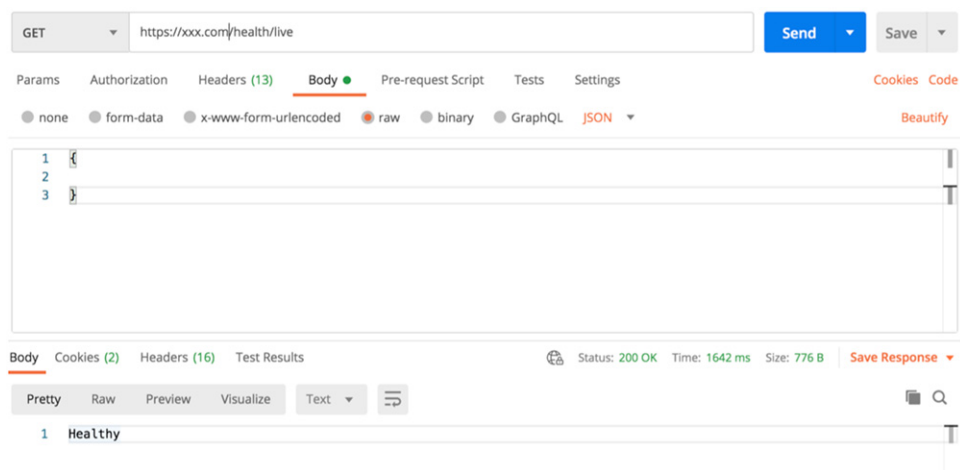 GET https://xxx.com/health/live Send Save
Params Authorization Headers (13) Body Pre-request Script Tests Settings Cookies Code
none form-data x-www-form-urlencoded raw binary GraphQL JSON Beautify
1 {
2
3 }
Body Cookies (2) Headers (16) Test Results Status: 200 OK Time: 1642 ms Size: 776 B Save Response
Pretty Raw Preview Visualize Text
1 Healthy